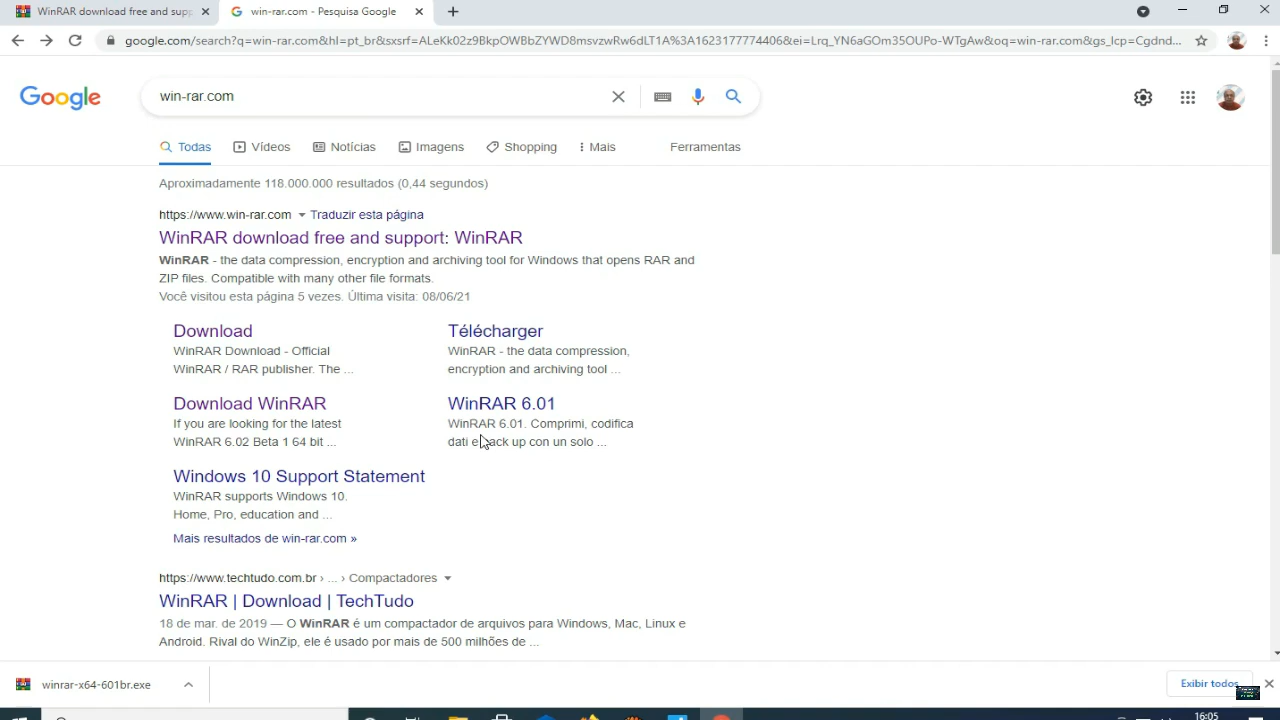 WinRAR download free and supp
win-rar.com - Pesquisa Google
google.com/search?q=win-rar.com&hl=pt_br&sxsrf=ALeKk02z9BkpOWBbZYWD8msvzwRw6dLT1A%3A1623177774406&ei=Lrq_YN6aGOm35OUPo-WTgAw&oq=win-rar.com&gs_lcp=Cgdnd...
Google
win-rar.com
Todas
Vídeos
Notícias
Imagens
Shopping
Mais
Ferramentas
Aproximadamente 118.000.000 resultados (0,44 segundos)
https://www.win-rar.com Traduzir esta página
WinRAR download free and support: WinRAR
WinRAR - the data compression, encryption and archiving tool for Windows that opens RAR and
ZIP files. Compatible with many other file formats.
Você visitou esta página 5 vezes. Última visita: 08/06/21
Download
WinRAR Download - Official
WinRAR / RAR publisher. The ...
Télécharger
WinRAR - the data compression,
encryption and archiving tool ...
Download WinRAR
If you are looking for the latest
WinRAR 6.02 Beta 1 64 bit ...
WinRAR 6.01
WinRAR 6.01. Comprimi, codifica
dati e back up con un solo ...
Windows 10 Support Statement
WinRAR supports Windows 10.
Home, Pro, education and ...
Mais resultados de win-rar.com »
https://www.techtudo.com.br › ... › Compactadores
WinRAR | Download | TechTudo
18 de mar. de 2019 — O WinRAR é um compactador de arquivos para Windows, Mac, Linux e
Android. Rival do WinZip, ele é usado por mais de 500 milhões de ...
winrar-x64-601br.exe
Exibir todos
16:05